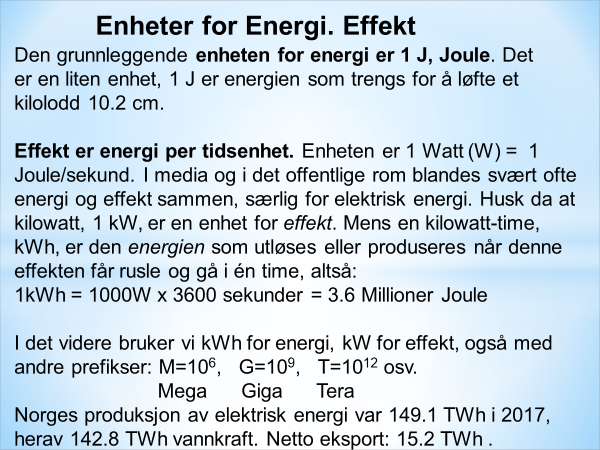 Enheter for Energi. Effekt
Den grunnleggende enheten for energi er 1 J, Joule. Det
er en liten enhet, 1 J er energien som trengs for å løfte et
kilolodd 10.2 cm.
Effekt er energi per tidsenhet. Enheten er 1 Watt (W) = 1
Joule/sekund. I media og i det offentlige rom blandes svært ofte
energi og effekt sammen, særlig for elektrisk energi. Husk da at
kilowatt, 1 kW, er en enhet for effekt. Mens en kilowatt-time,
kWh, er den energien som utløses eller produseres når denne
effekten får rusle og gå i én time, altså:
1kWh = 1000W x 3600 sekunder = 3.6 Millioner Joule
I det videre bruker vi kWh for energi, kW for effekt, også med
andre prefikser: M=10⁶, G=10⁹, T=10¹² osv.
Mega Giga Tera
Norges produksjon av elektrisk energi var 149.1 TWh i 2017,
herav 142.8 TWh vannkraft. Netto eksport: 15.2 TWh .